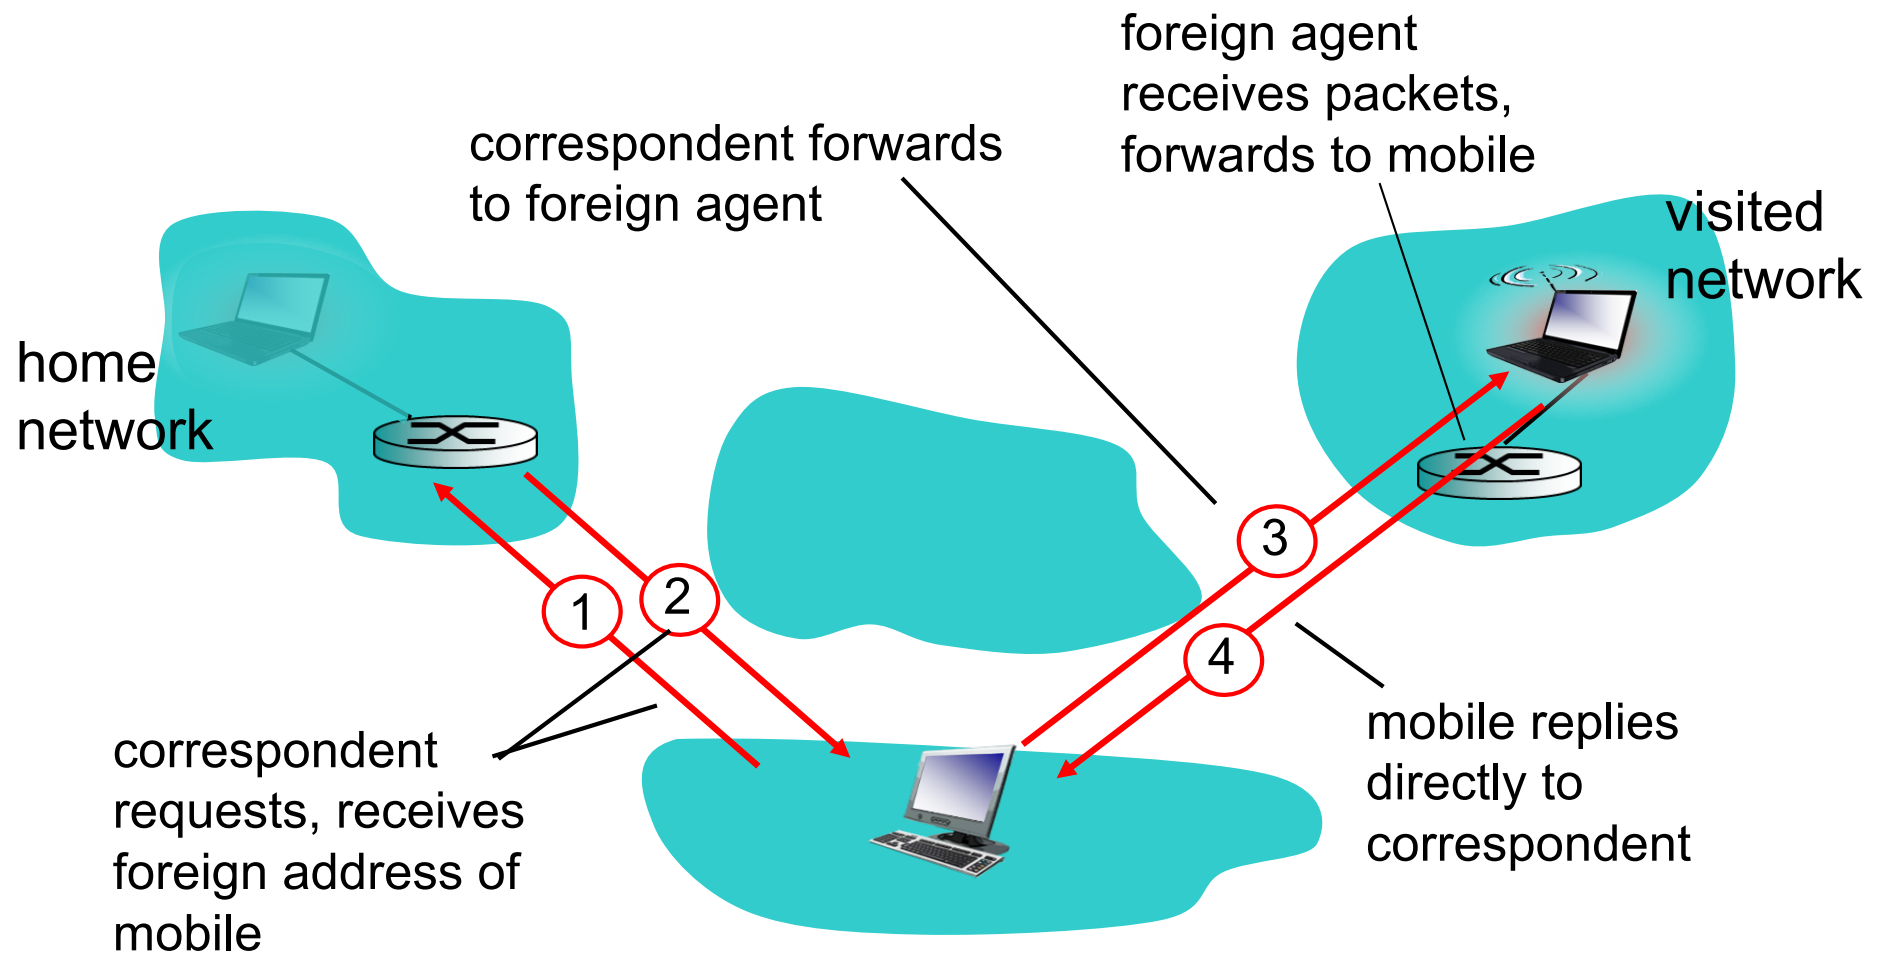 foreign agent
receives packets,
forwards to mobile
correspondent forwards
to foreign agent
visited
network
home
network
3
2
1
4
mobile replies
directly to
correspondent
correspondent
requests, receives
foreign address of
mobile